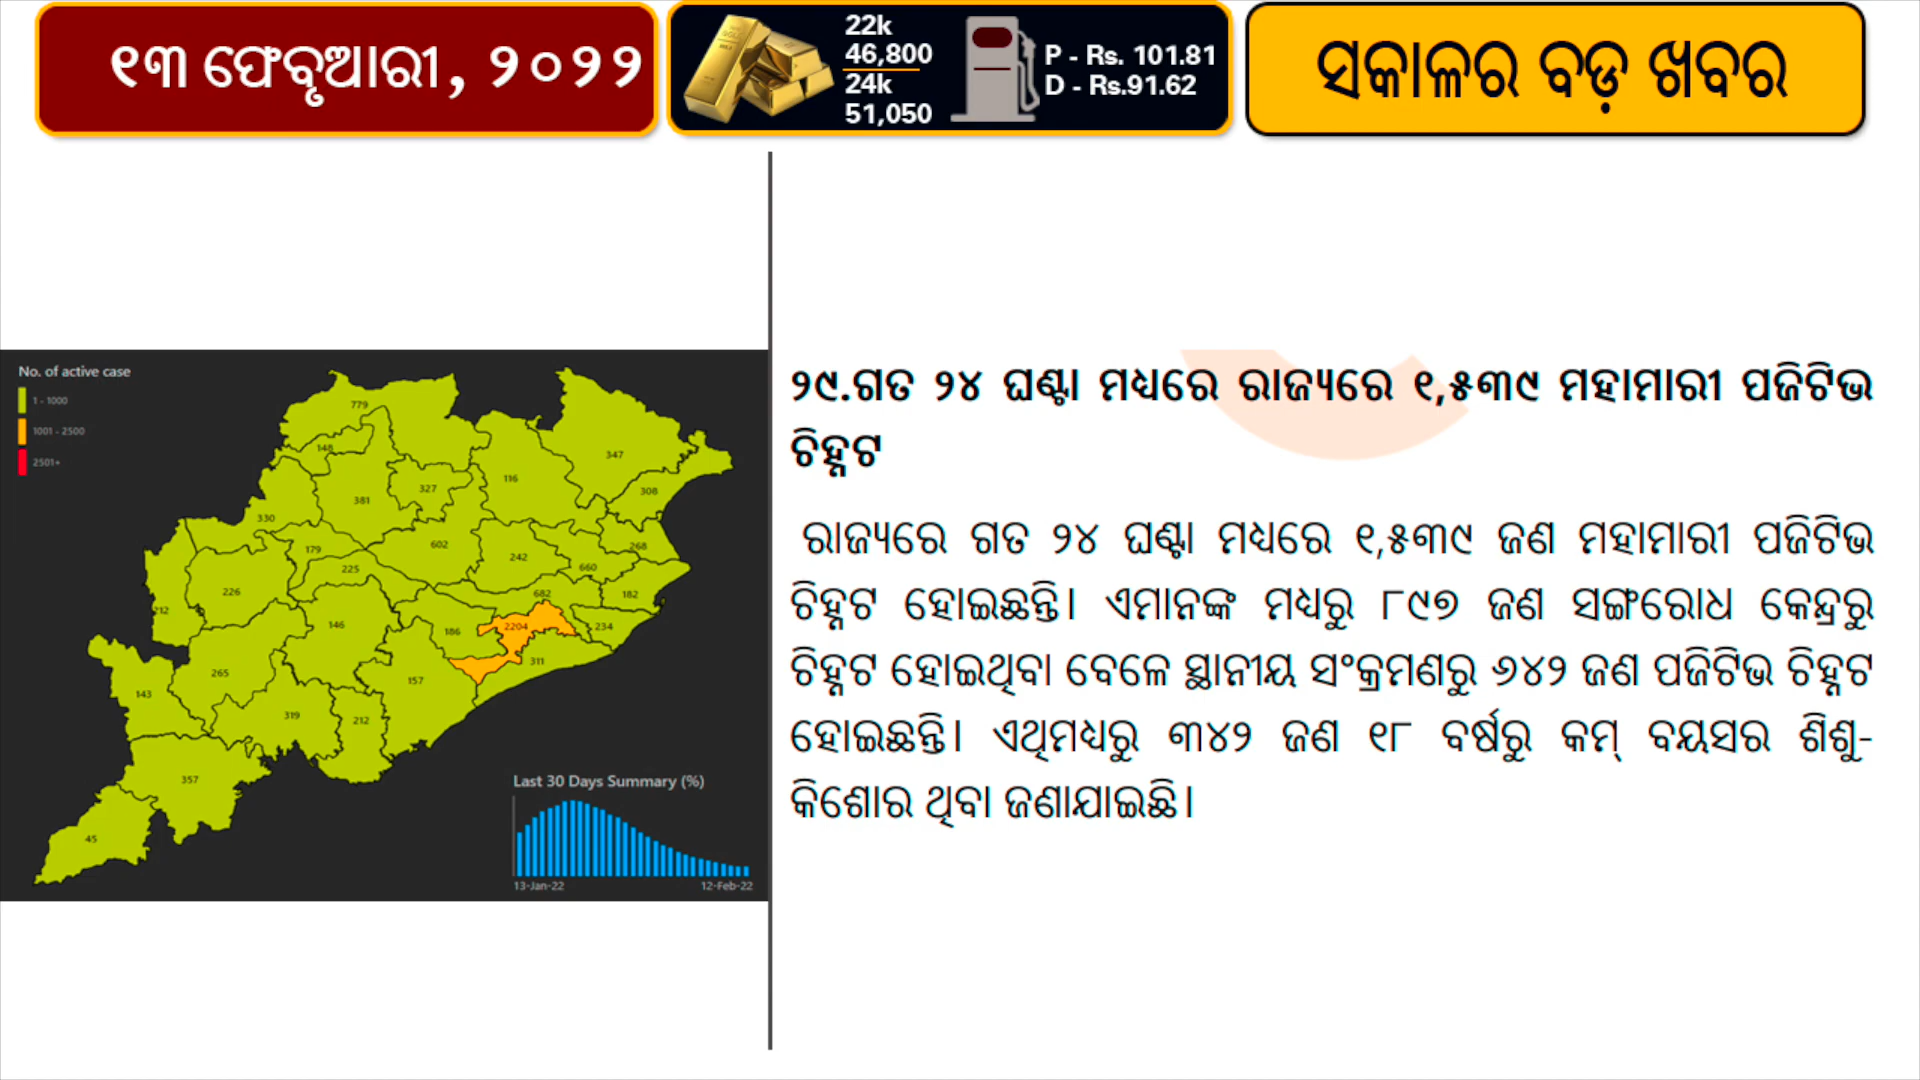 ୧୩ ଫେବୃଆରୀ, ୨୦୨୨
22k
46,800
24k
51,050
P - Rs. 101.81
D - Rs.91.62
ସକାଳର ବଡ଼ ଖବର
No. of active case
1 - 1000
1001 - 2500
2501+
779
148
347
116
327
308
381
330
602
268
179
242
225
660
226
682
182
212
146
186
2204
234
311
265
157
143
319
212
357
45
Last 30 Days Summary (%)
13-Jan-22 12-Feb-22
୨୯.ଗତ ୨୪ ଘଣ୍ଟା ମଧ୍ୟରେ ରାଜ୍ୟରେ ୧,୫୩୯ ମହାମାରୀ ପଜିଟିଭ
ଚିହ୍ନଟ
ରାଜ୍ୟରେ ଗତ ୨୪ ଘଣ୍ଟା ମଧ୍ୟରେ ୧,୫୩୯ ଜଣ ମହାମାରୀ ପଜିଟିଭ
ଚିହ୍ନଟ ହୋଇଛନ୍ତି। ଏମାନଙ୍କ ମଧ୍ୟରୁ ୮୯୭ ଜଣ ସଙ୍ଗରୋଧ କେନ୍ଦ୍ରରୁ
ଚିହ୍ନଟ ହୋଇଥିବା ବେଳେ ସ୍ଥାନୀୟ ସଂକ୍ରମଣରୁ ୬୪୨ ଜଣ ପଜିଟିଭ ଚିହ୍ନଟ
ହୋଇଛନ୍ତି। ଏଥିମଧ୍ୟରୁ ୩୪୨ ଜଣ ୧୮ ବର୍ଷରୁ କମ୍ ବୟସର ଶିଶୁ-
କିଶୋର ଥିବା ଜଣାଯାଇଛି।